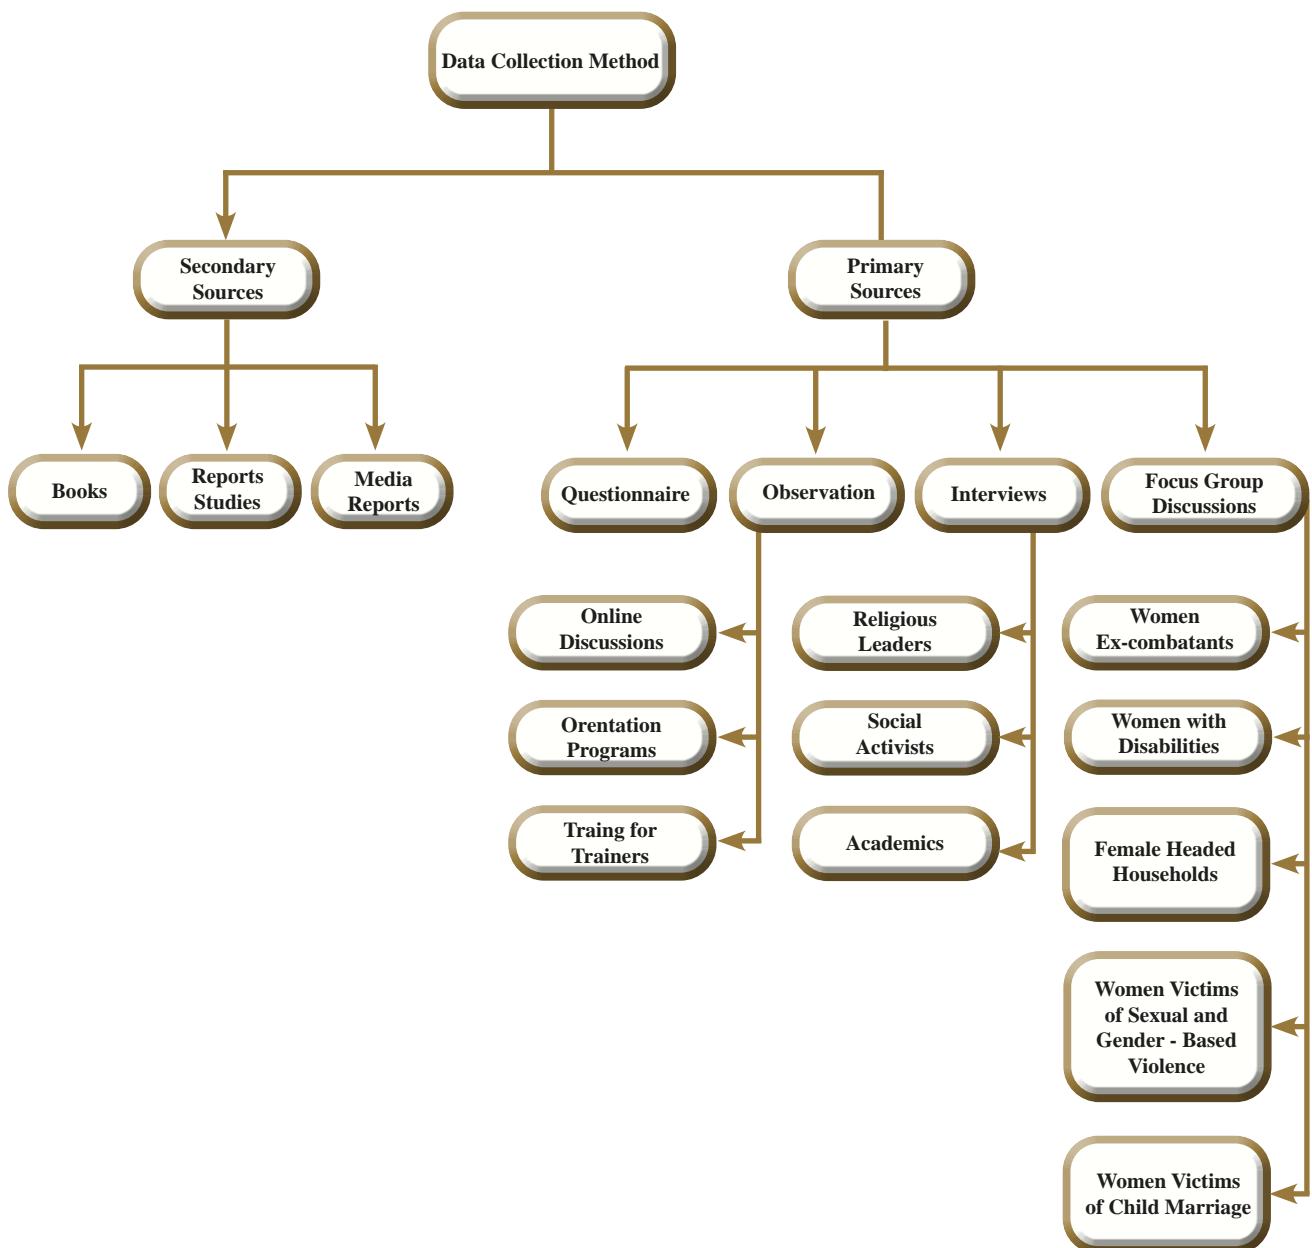 Data Collection Method
Secondary
Sources
Primary
Sources
Books
Reports
Studies
Media
Reports
Questionnaire
Observation
Interviews
Focus Group
Discussions
Online
Discussions
Orentation
Programs
Traing for
Trainers
Religious
Leaders
Social
Activists
Academics
Women
Ex-combatants
Women with
Disabilities
Female Headed
Households
Women Victims
of Sexual and
Gender - Based
Violence
Women Victims
of Child Marriage